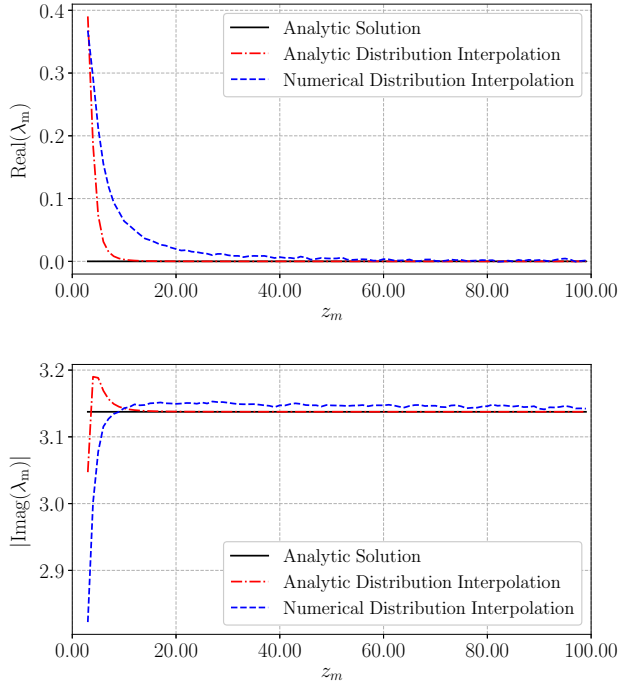 0.4
0.3
0.2
0.1
0.0
Real(λm)
Analytic Solution
Analytic Distribution Interpolation
Numerical Distribution Interpolation
0.00 20.00 40.00 60.00 80.00 100.00
zm
3.2
3.1
3.0
2.9
|Imag(λm)|
Analytic Solution
Analytic Distribution Interpolation
Numerical Distribution Interpolation
0.00 20.00 40.00 60.00 80.00 100.00
zm